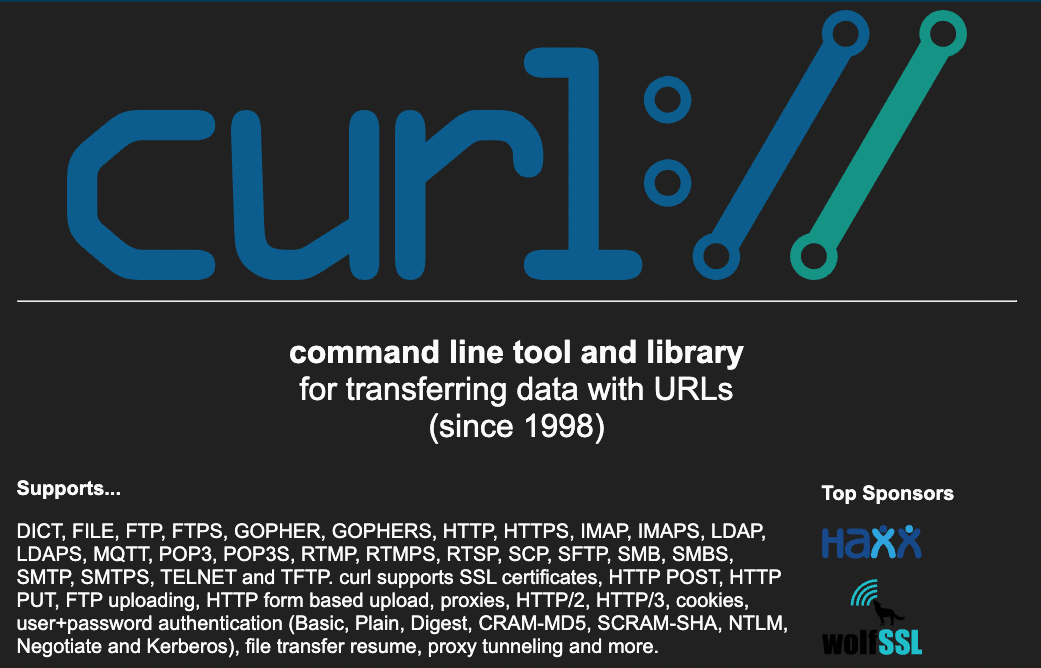 curl://
command line tool and library
for transferring data with URLs
(since 1998)
Supports...
DICT, FILE, FTP, FTPS, GOPHER, GOPHERS, HTTP, HTTPS, IMAP, IMAPS, LDAP,
LDAPS, MQTT, POP3, POP3S, RTMP, RTMPS, RTSP, SCP, SFTP, SMB, SMBS,
SMTP, SMTPS, TELNET and TFTP. curl supports SSL certificates, HTTP POST, HTTP
PUT, FTP uploading, HTTP form based upload, proxies, HTTP/2, HTTP/3, cookies,
user+password authentication (Basic, Plain, Digest, CRAM-MD5, SCRAM-SHA, NTLM,
Negotiate and Kerberos), file transfer resume, proxy tunneling and more.
Top Sponsors
Haxx
wolfSSL